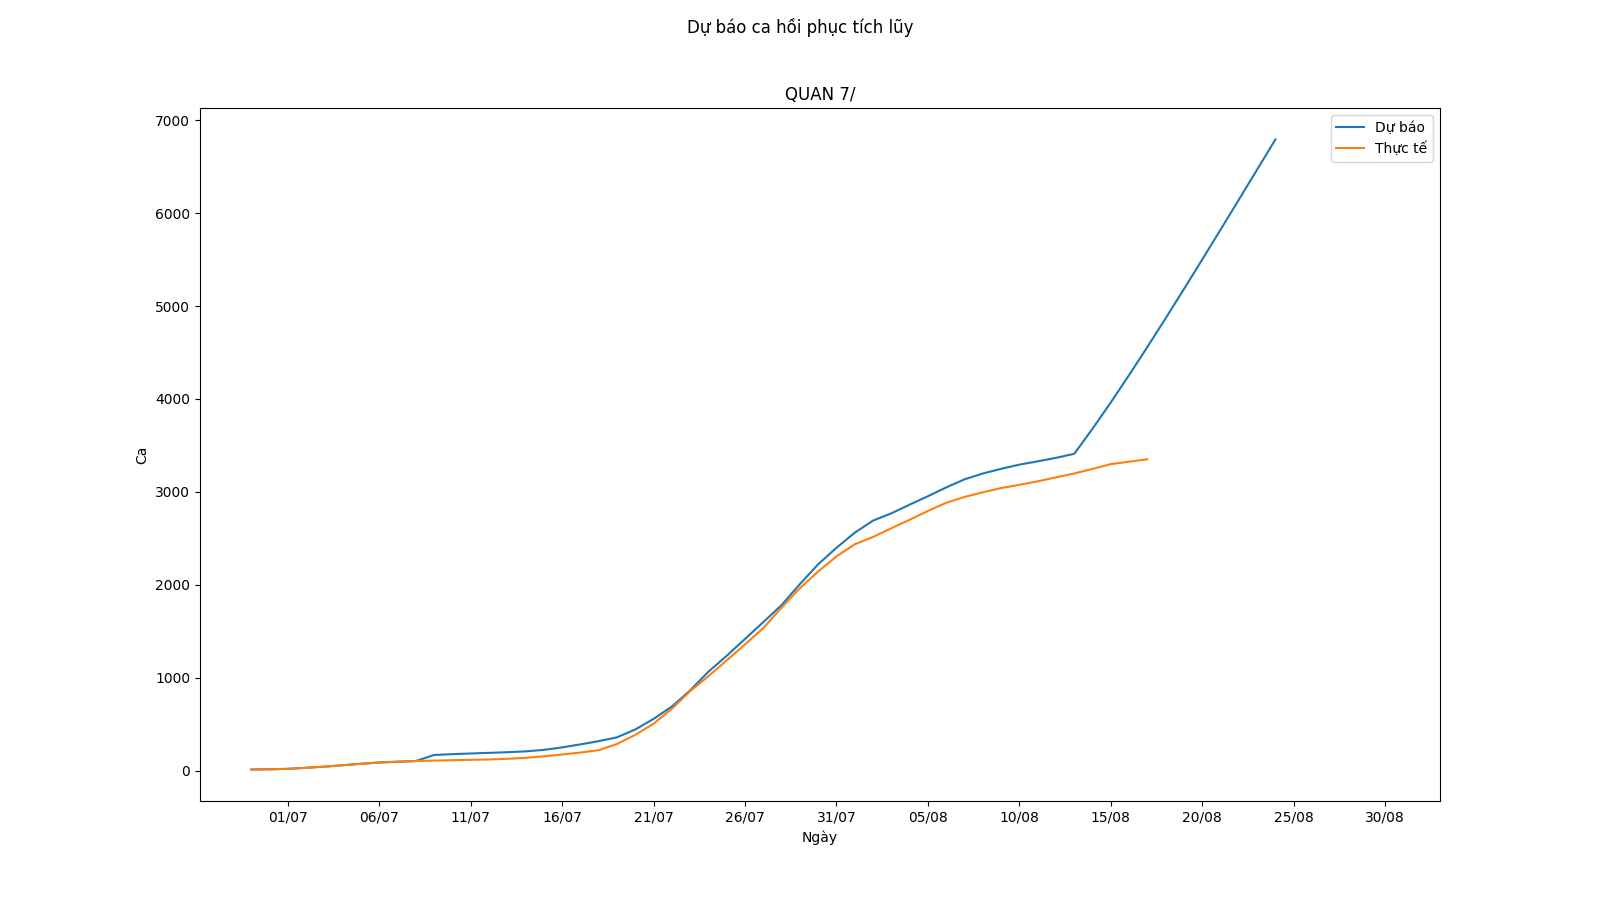 Dự báo ca hồi phục tích lũy
QUAN 7/
Dự báo
Thực tế
7000
6000
5000
4000
3000
2000
1000
0
Ca
01/07 06/07 11/07 16/07 21/07 26/07 31/07 05/08 10/08 15/08 20/08 25/08 30/08
Ngày